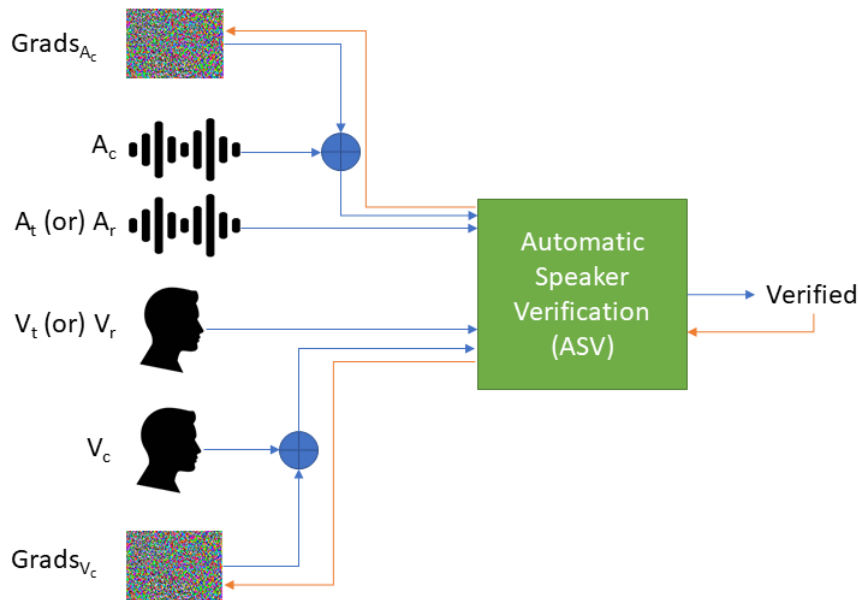 Grads_{A_c}
A_c
A_t (or) A_r
V_t (or) V_r
V_c
Grads_{V_c}
Automatic
Speaker
Verification
(ASV)
Verified